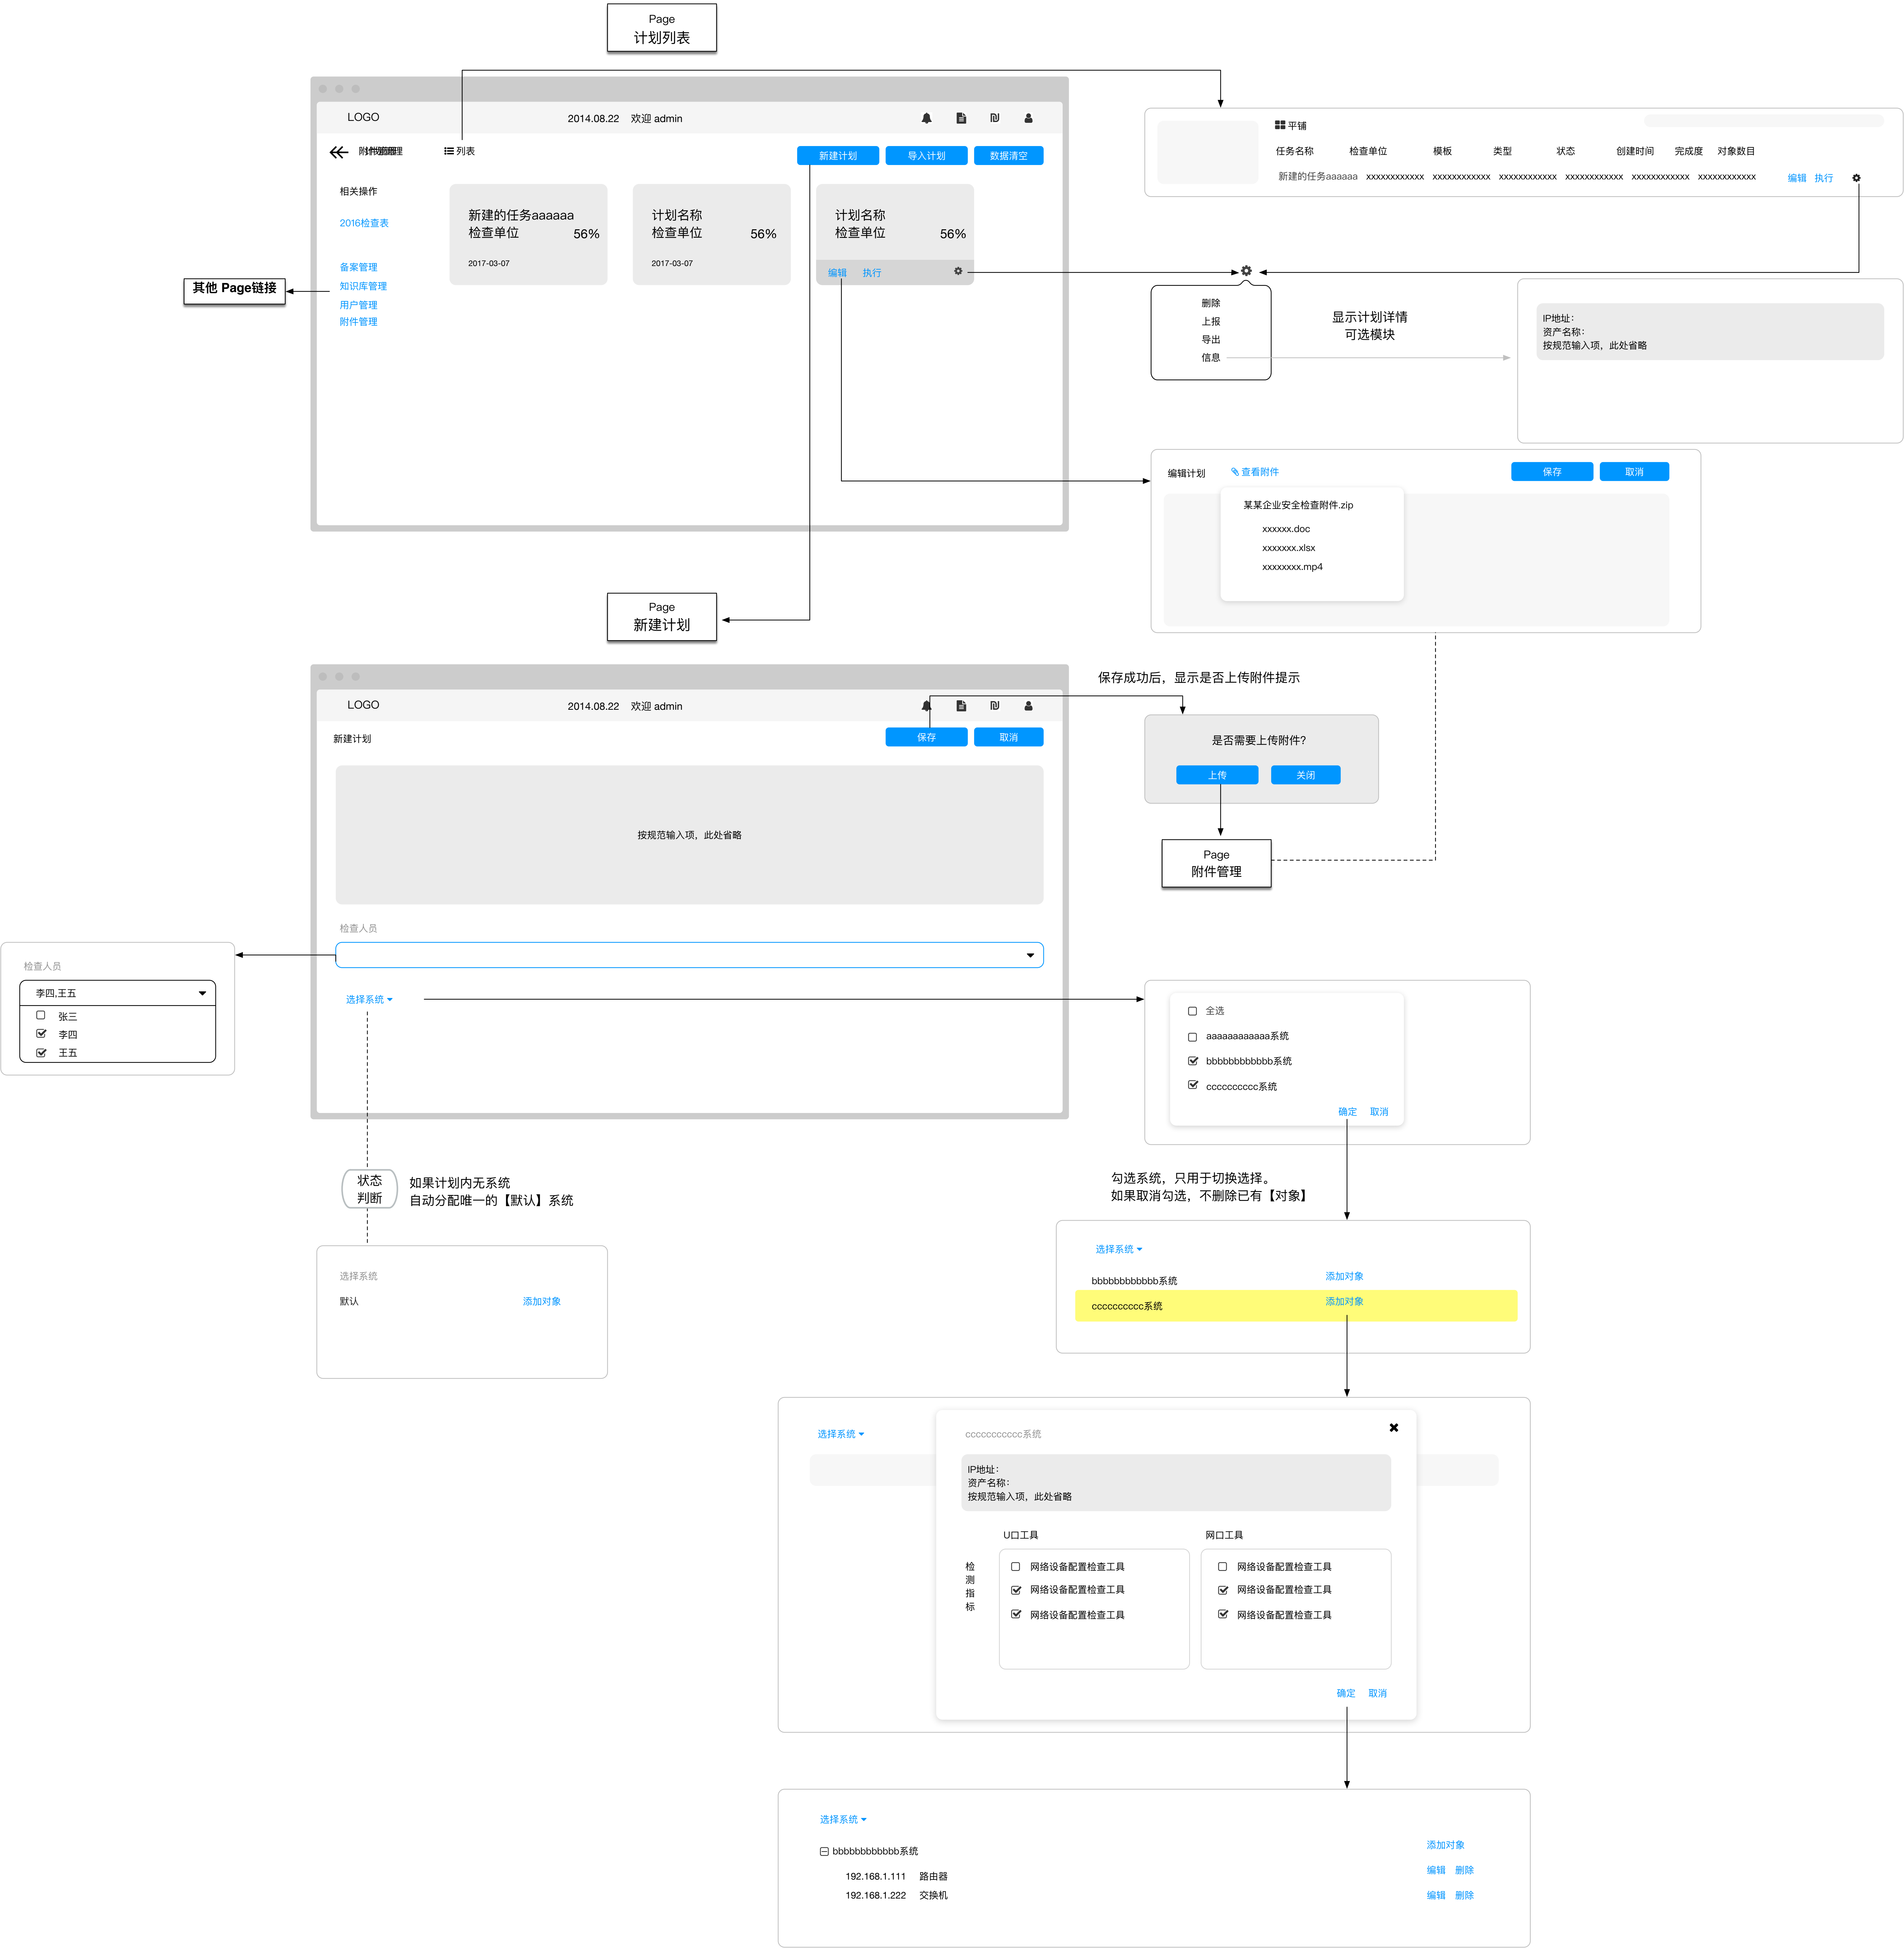 Page
计划列表
LOGO
2014.08.22 欢迎 admin
列表
新建计划 导入计划 数据清空
相关操作
2016检查表
备案管理
知识库管理
用户管理
附件管理
其他 Page链接
新建的任务aaaaaa
检查单位 56%
2017-03-07
计划名称
检查单位 56%
2017-03-07
计划名称
检查单位 56%
编辑 执行
平铺
任务名称 检查单位 模板 类型 状态 创建时间 完成度 对象数目
新建的任务aaaaaa xxxxxxxxxxxx xxxxxxxxxxxx xxxxxxxxxxxx xxxxxxxxxxxx xxxxxxxxxxxx xxxxxxxxxxxx 编辑 执行
删除
上报
导出
信息
显示计划详情
可选模块
IP地址：
资产名称：
按规范输入项，此处省略
编辑计划 查看附件 保存 取消
某某企业安全检查附件.zip
xxxxxx.doc
xxxxxxx.xlsx
xxxxxxxx.mp4
Page
新建计划
LOGO
2014.08.22 欢迎 admin
新建计划 保存 取消
按规范输入项，此处省略
检查人员
选择系统
保存成功后，显示是否上传附件提示
是否需要上传附件?
上传 关闭
Page
附件管理
检查人员
李四,王五
张三
李四
王五
全选
aaaaaaaaaaaa系统
bbbbbbbbbbbb系统
cccccccccc系统
确定 取消
状态
判断
如果计划内无系统
自动分配唯一的【默认】系统
选择系统
默认 添加对象
勾选系统，只用于切换选择。
如果取消勾选，不删除已有【对象】
选择系统
bbbbbbbbbbbb系统 添加对象
cccccccccc系统 添加对象
选择系统
ccccccccccc系统
IP地址：
资产名称：
按规范输入项，此处省略
U口工具 网口工具
检
测
指
标
网络设备配置检查工具 网络设备配置检查工具
网络设备配置检查工具 网络设备配置检查工具
网络设备配置检查工具 网络设备配置检查工具
确定 取消
选择系统
bbbbbbbbbbbb系统 添加对象
192.168.1.111 路由器 编辑 删除
192.168.1.222 交换机 编辑 删除